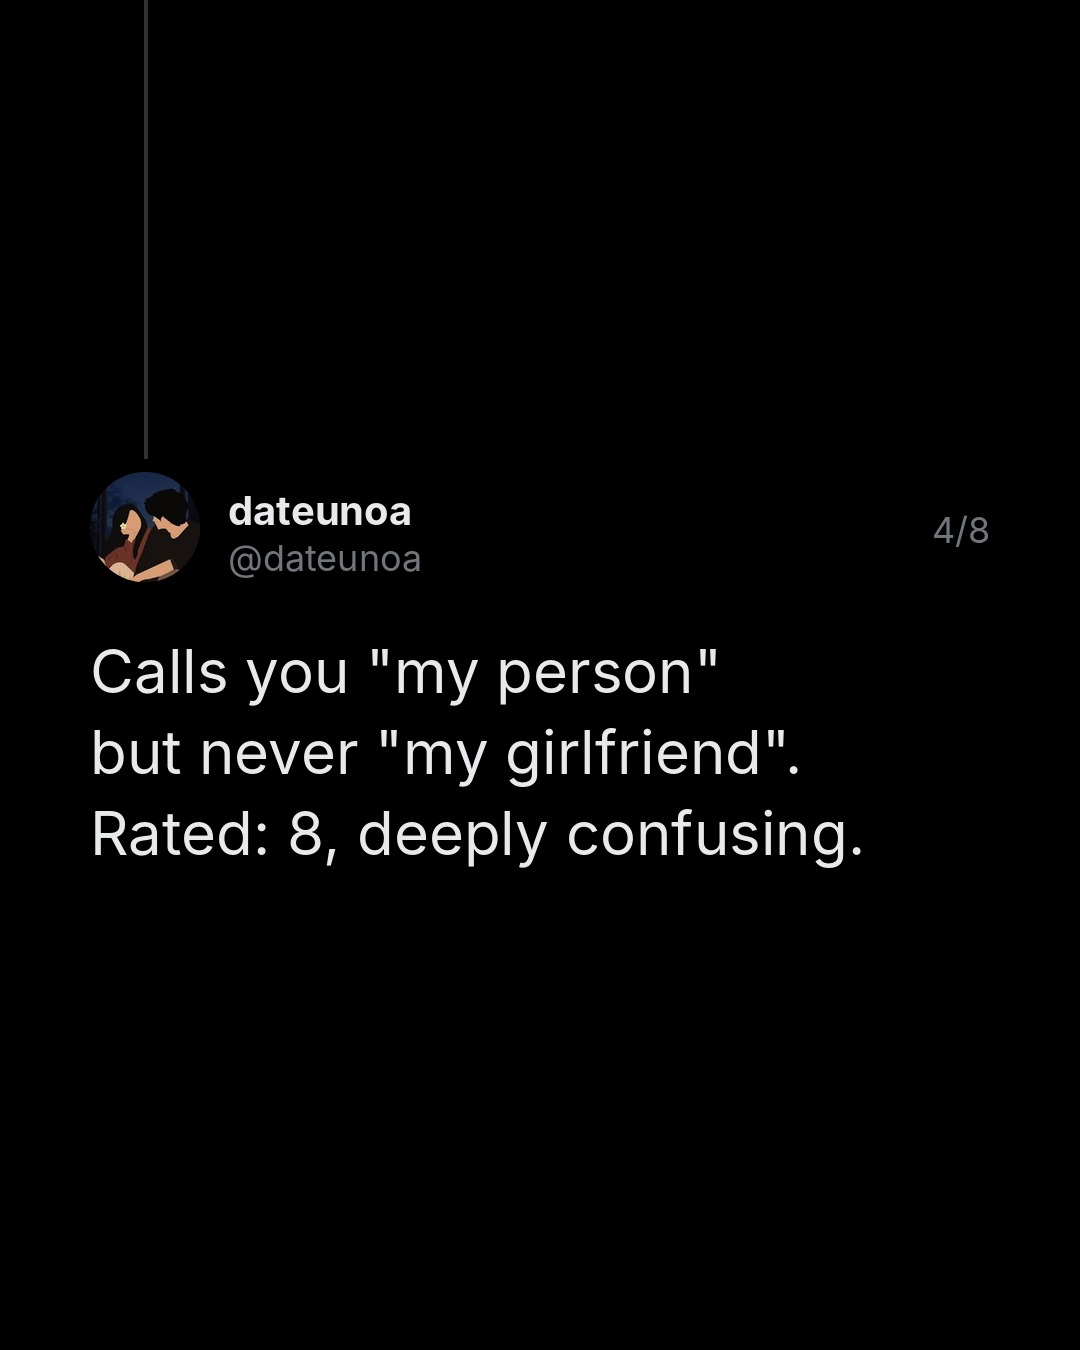 dateunoa
@dateunoa
4/8
Calls you "my person"
but never "my girlfriend".
Rated: 8, deeply confusing.